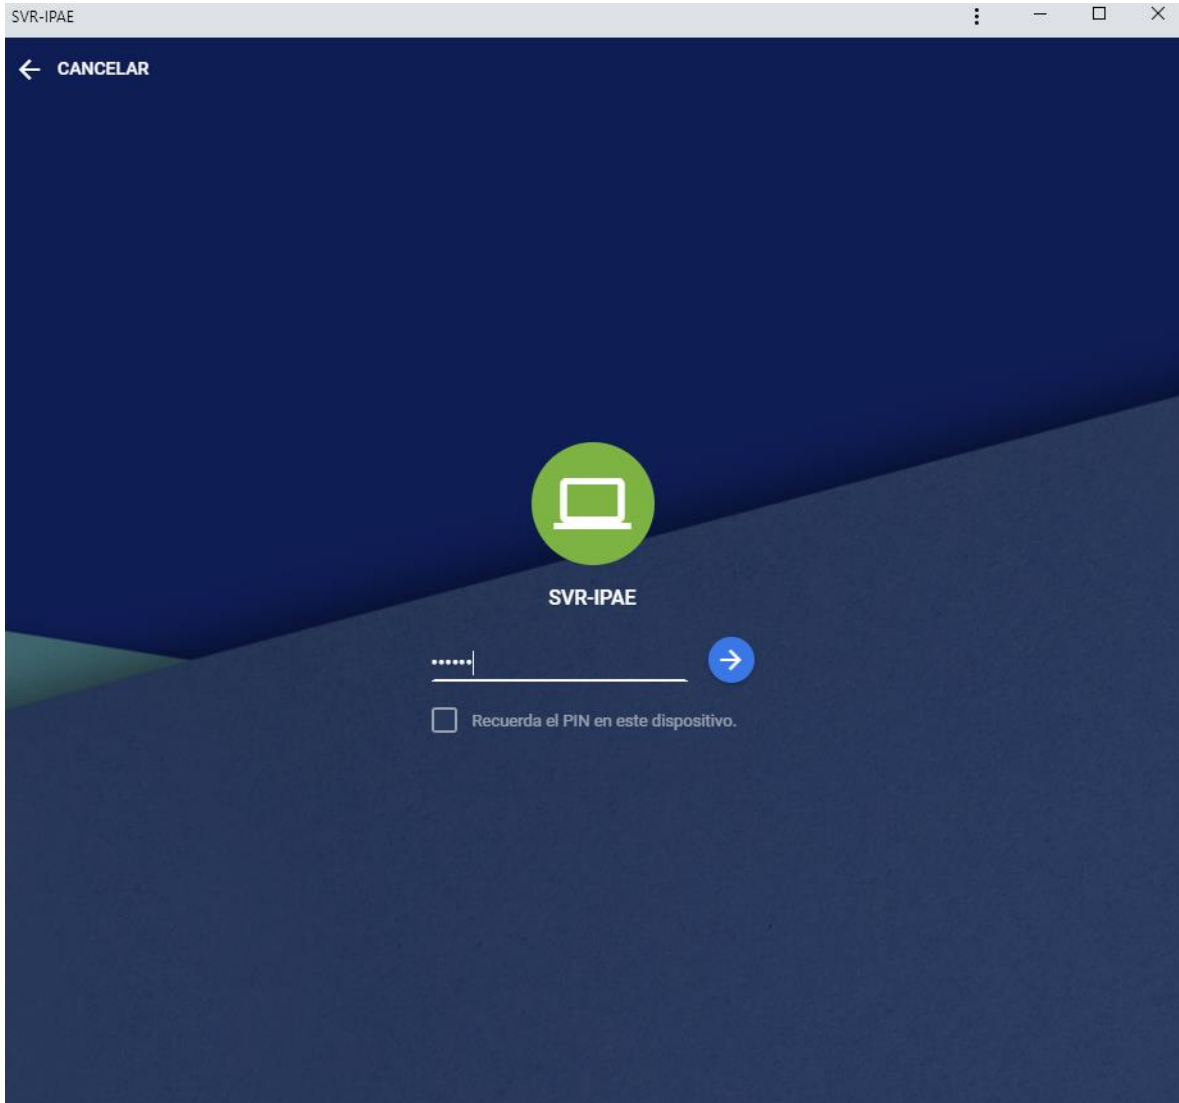 SVR-IPAE
CANCELAR
SVR-IPAE
••••••
Recuerda el PIN en este dispositivo.